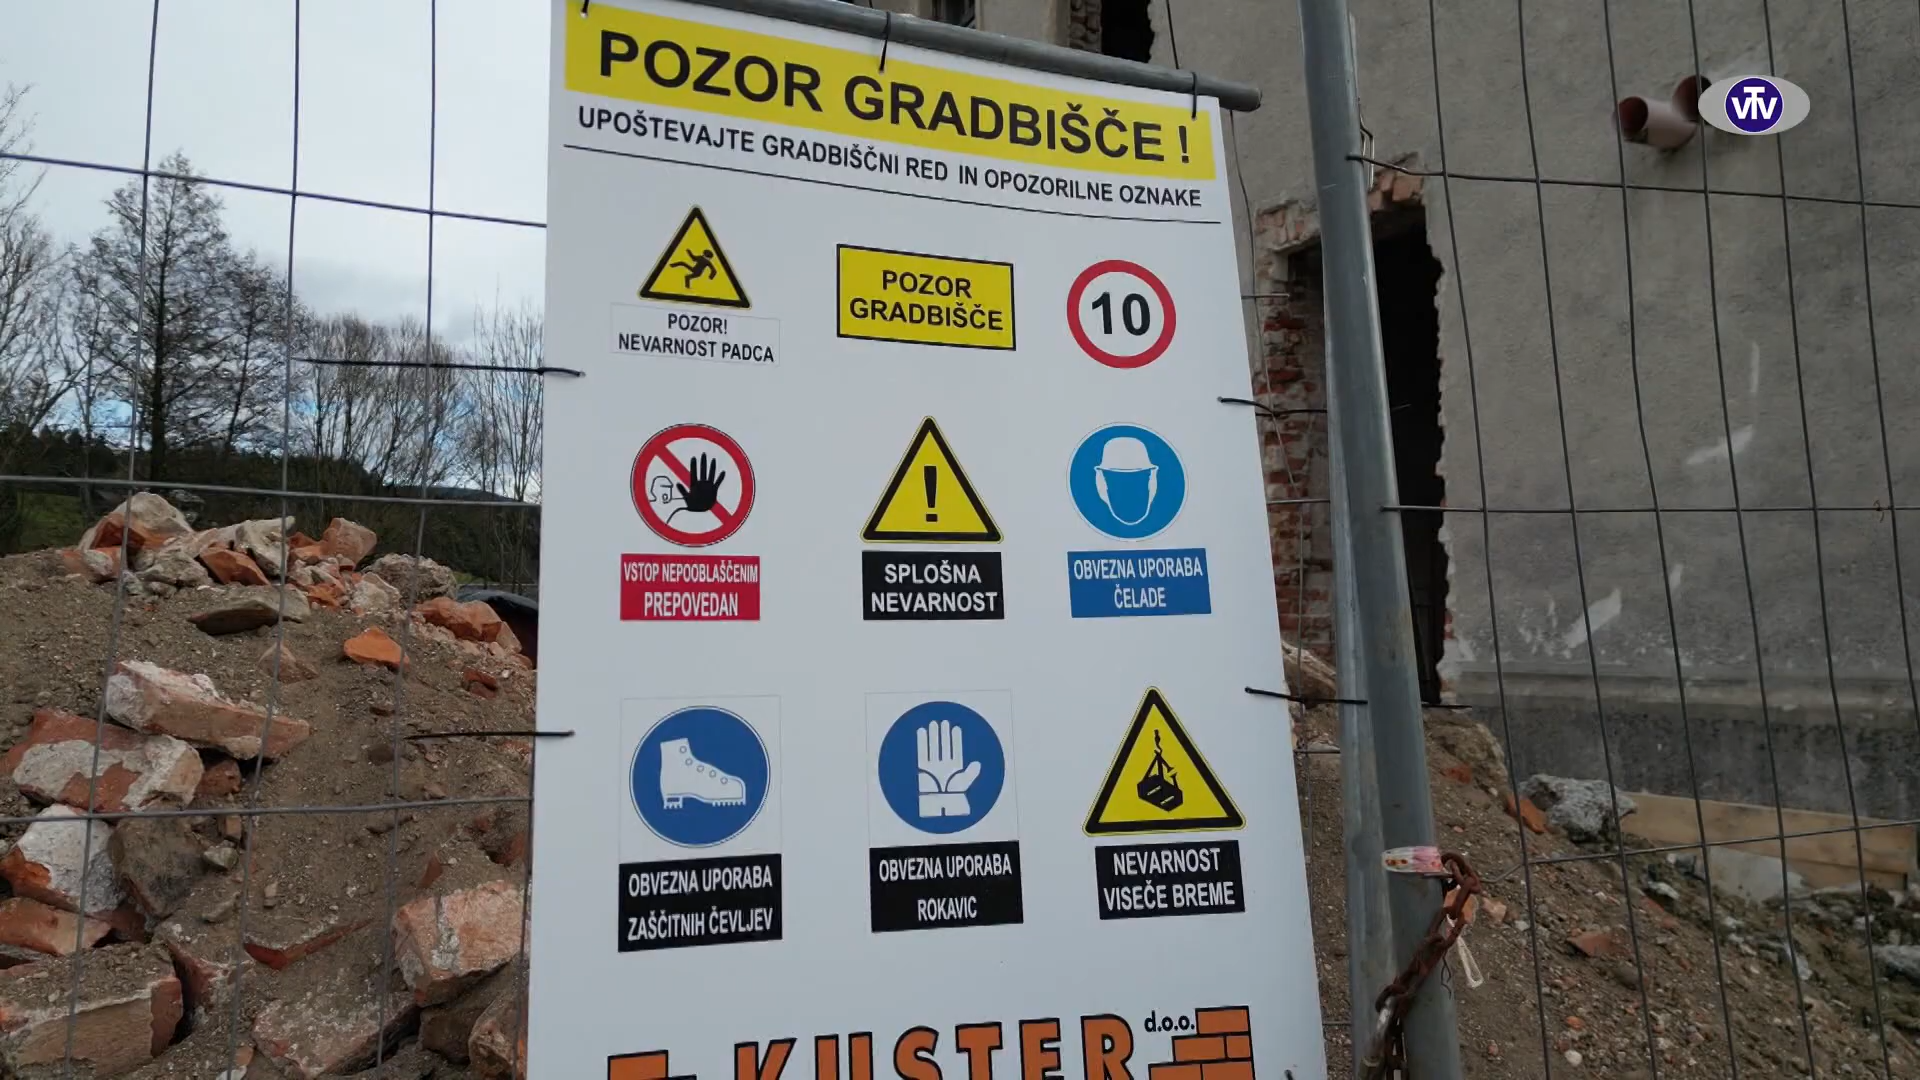 POZOR GRADBIŠČE !
UPOŠTEVAJTE GRADBIŠČNI RED IN OPOZORILNE OZNAKE
POZOR!
NEVARNOST PADCA
POZOR
GRADBIŠČE
10
VSTOP NEPOOBLAŠČENIM
PREPOVEDAN
!
SPLOŠNA
NEVARNOST
OBVEZNA UPORABA
ČELADE
OBVEZNA UPORABA
ZAŠČITNIH ČEVLJEV
OBVEZNA UPORABA
ROKAVIC
NEVARNOST
VISEČE BREME
KUSTER d.o.o.
VTV